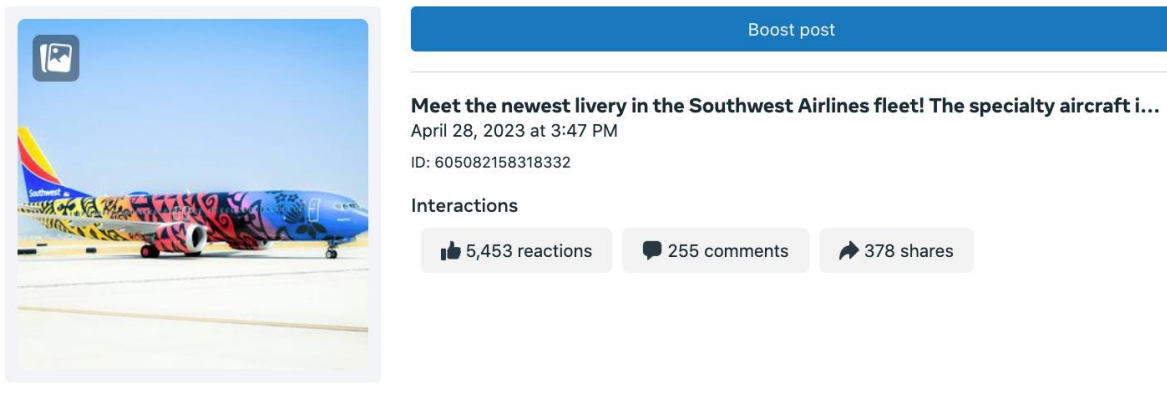 Boost post
Meet the newest livery in the Southwest Airlines fleet! The specialty aircraft i...
April 28, 2023 at 3:47 PM
ID: 605082158318332
Interactions
5,453 reactions 255 comments 378 shares
Southwest